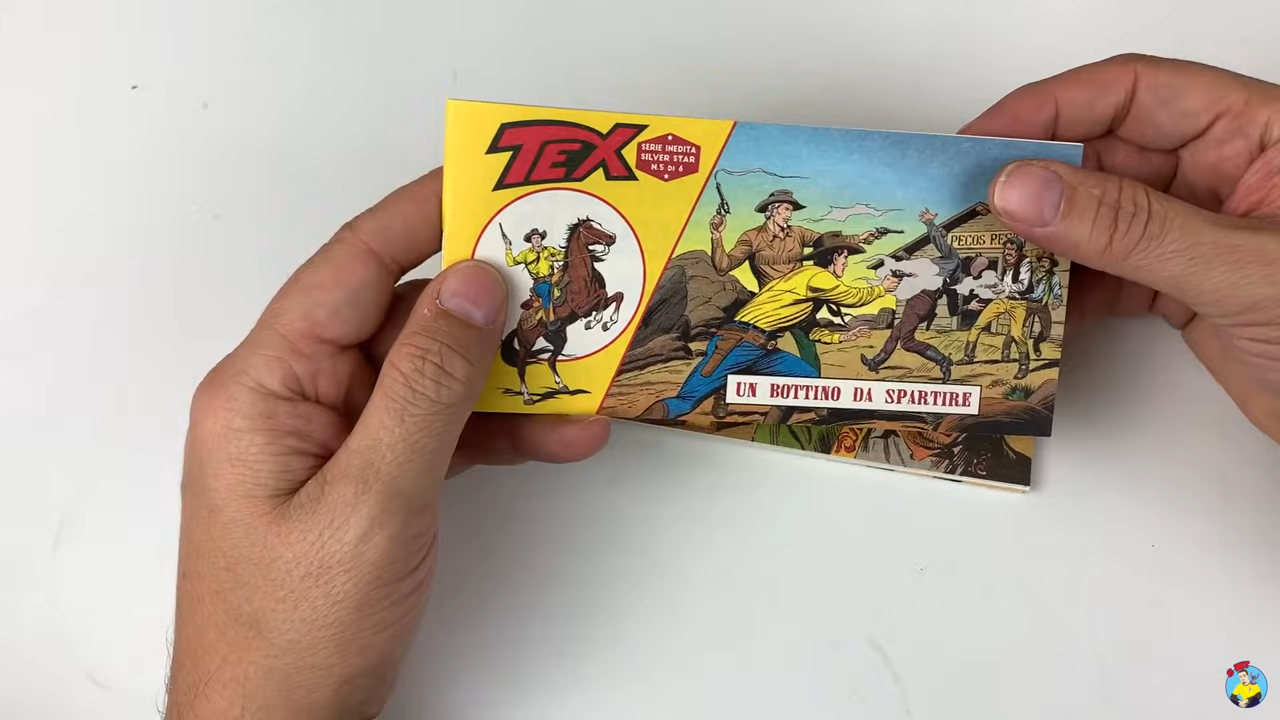 TEX
SERIE INEDITA
SILVER STAR
N.5 DI 6
PECOS
UN BOTTINO DA SPARTIRE